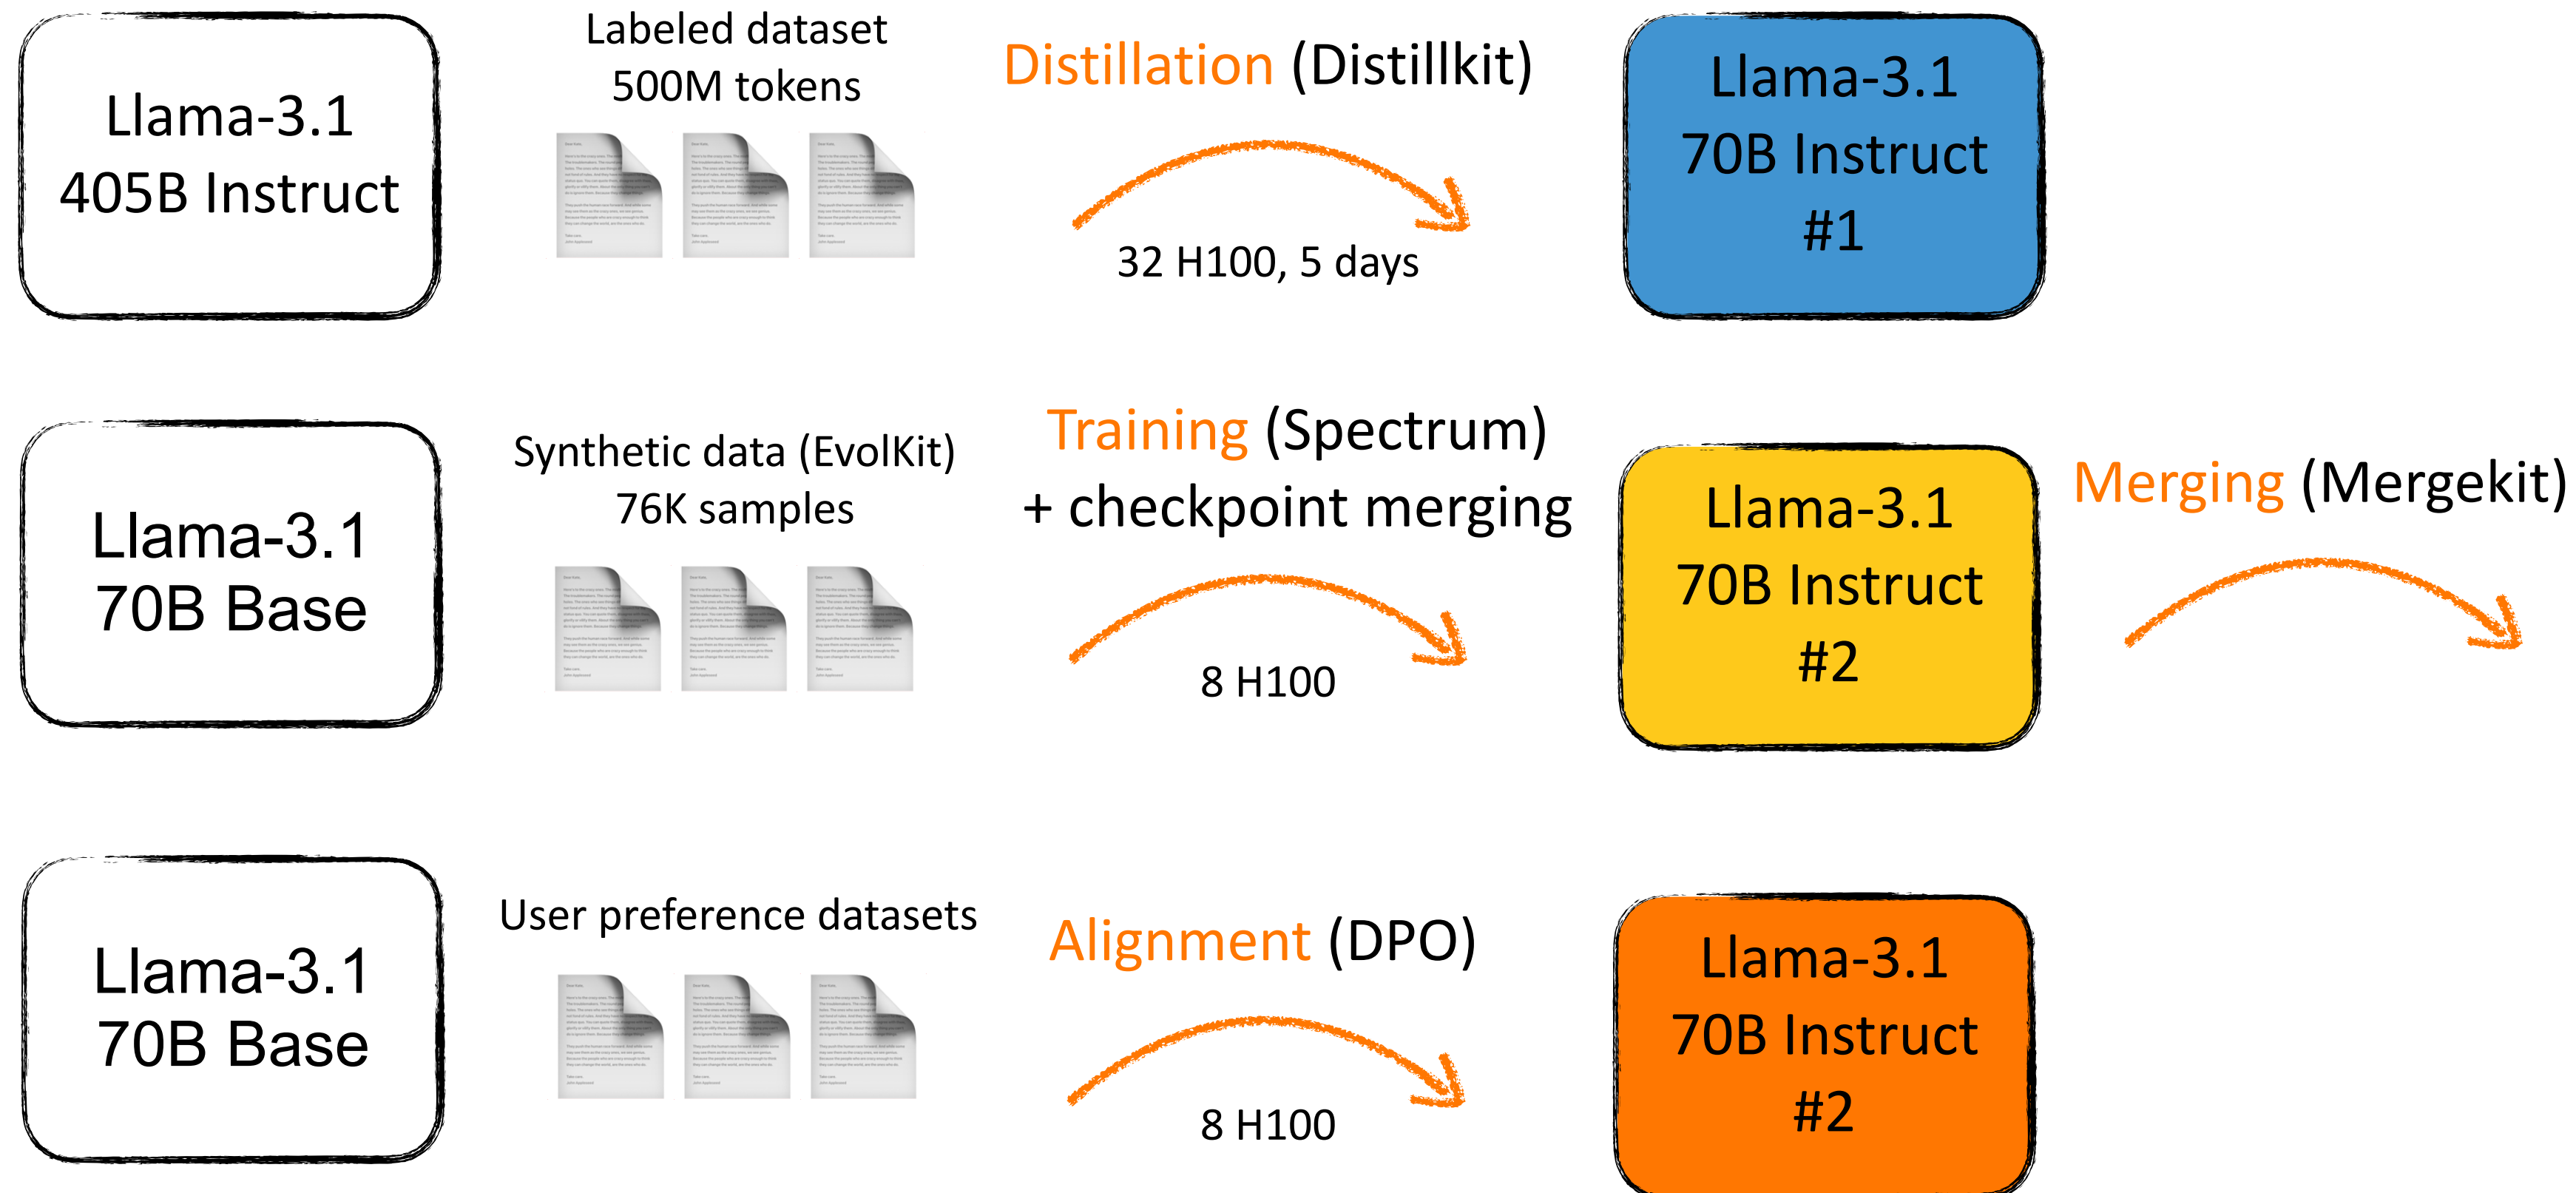 Llama-3.1
405B Instruct
Labeled dataset
500M tokens
Distillation (Distillkit)
32 H100, 5 days
Llama-3.1
70B Instruct
#1
Llama-3.1
70B Base
Synthetic data (EvolKit)
76K samples
Training (Spectrum)
+ checkpoint merging
8 H100
Llama-3.1
70B Instruct
#2
Merging (Mergekit)
Llama-3.1
70B Base
User preference datasets
Alignment (DPO)
8 H100
Llama-3.1
70B Instruct
#2